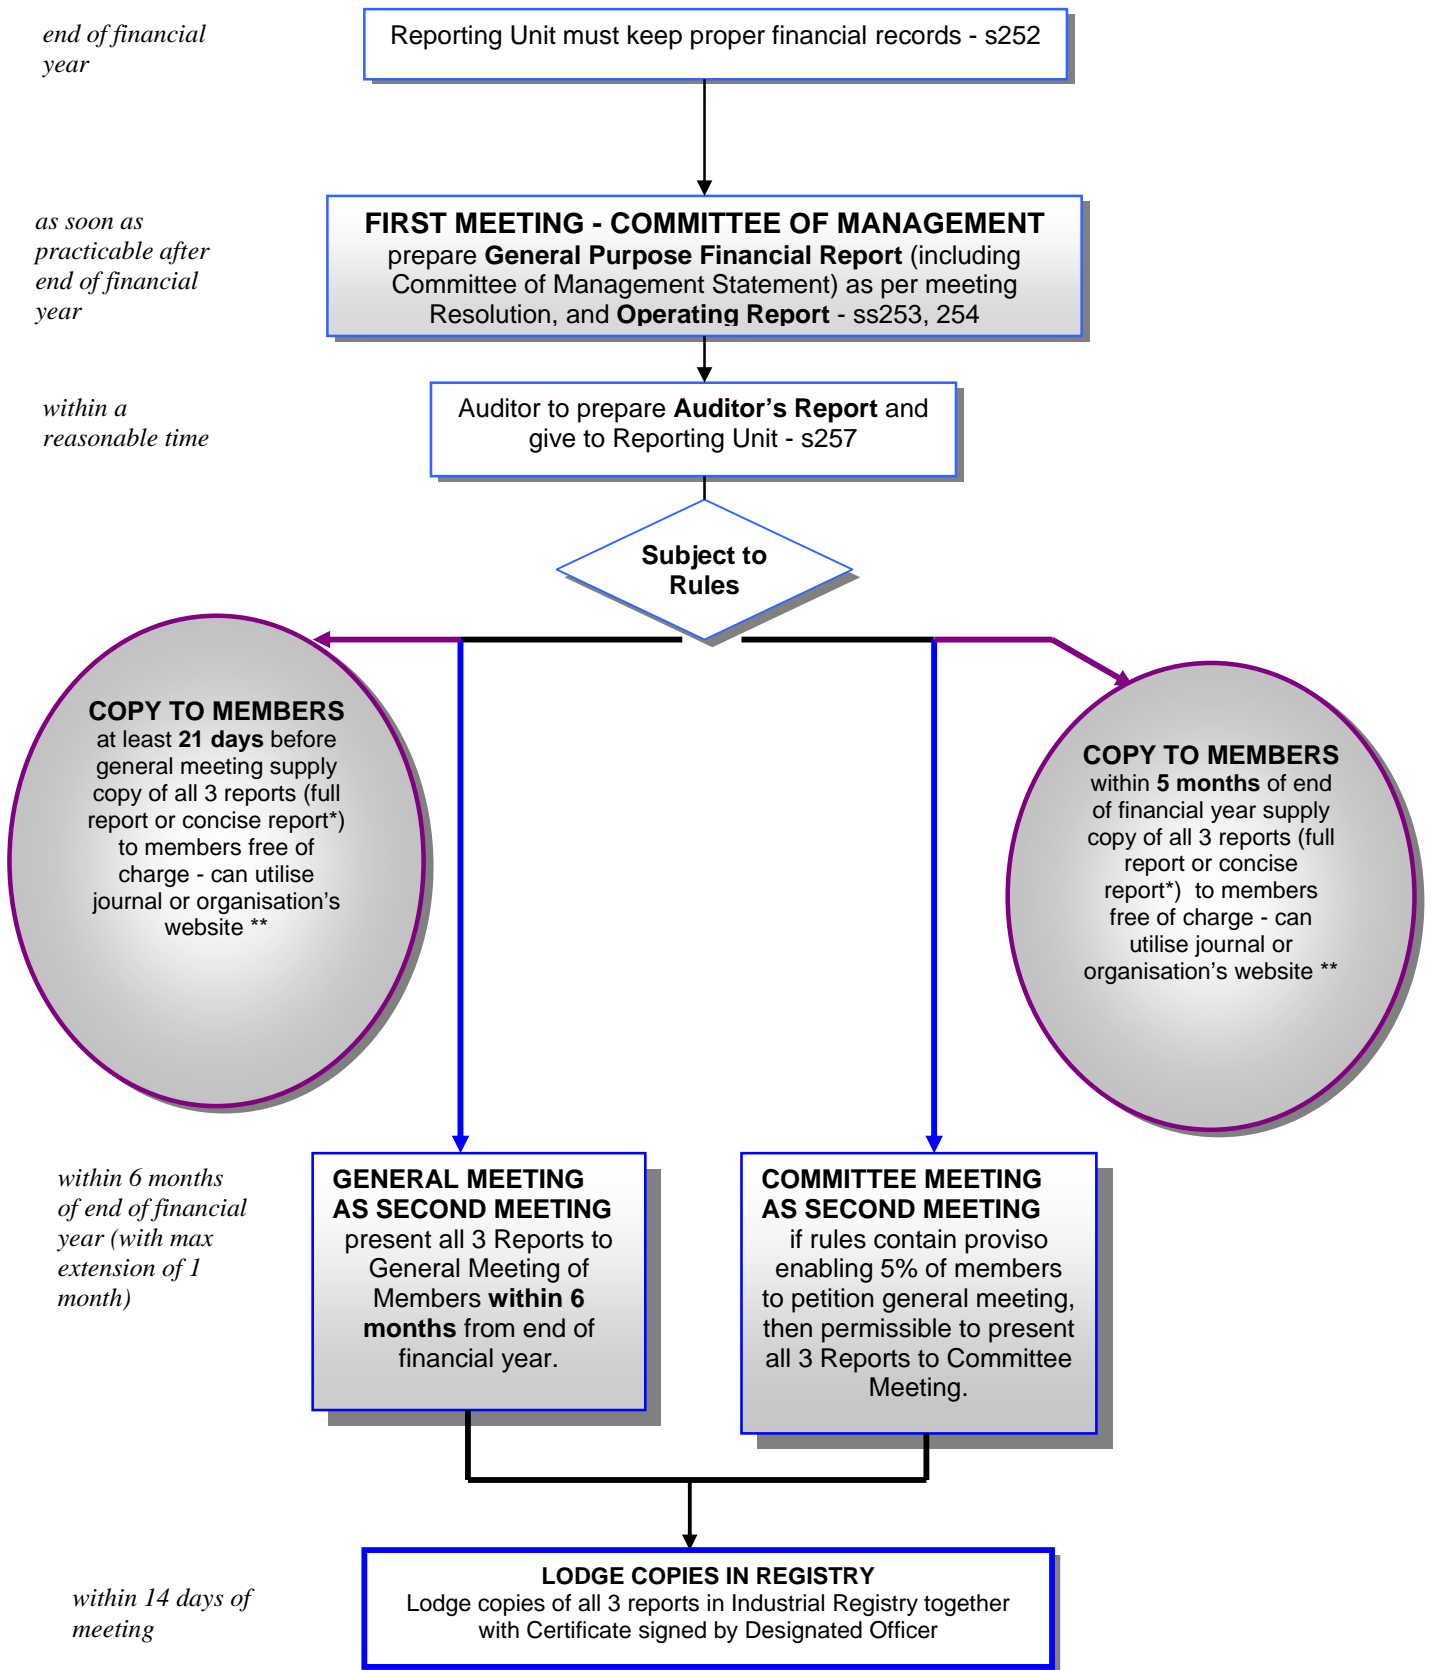 end of financial
year
Reporting Unit must keep proper financial records - s252
as soon as
practicable after
end of financial
year
FIRST MEETING - COMMITTEE OF MANAGEMENT
prepare General Purpose Financial Report (including
Committee of Management Statement) as per meeting
Resolution, and Operating Report - ss253, 254
within a
reasonable time
Auditor to prepare Auditor’s Report and
give to Reporting Unit - s257
Subject to
Rules
COPY TO MEMBERS
at least 21 days before
general meeting supply
copy of all 3 reports (full
report or concise report*)
to members free of
charge - can utilise
journal or organisation’s
website **
COPY TO MEMBERS
within 5 months of end
of financial year supply
copy of all 3 reports (full
report or concise
report*) to members
free of charge - can
utilise journal or
organisation’s website **
within 6 months
of end of financial
year (with max
extension of 1
month)
GENERAL MEETING
AS SECOND MEETING
present all 3 Reports to
General Meeting of
Members within 6
months from end of
financial year.
COMMITTEE MEETING
AS SECOND MEETING
if rules contain proviso
enabling 5% of members
to petition general meeting,
then permissible to present
all 3 Reports to Committee
Meeting.
within 14 days of
meeting
LODGE COPIES IN REGISTRY
Lodge copies of all 3 reports in Industrial Registry together
with Certificate signed by Designated Officer